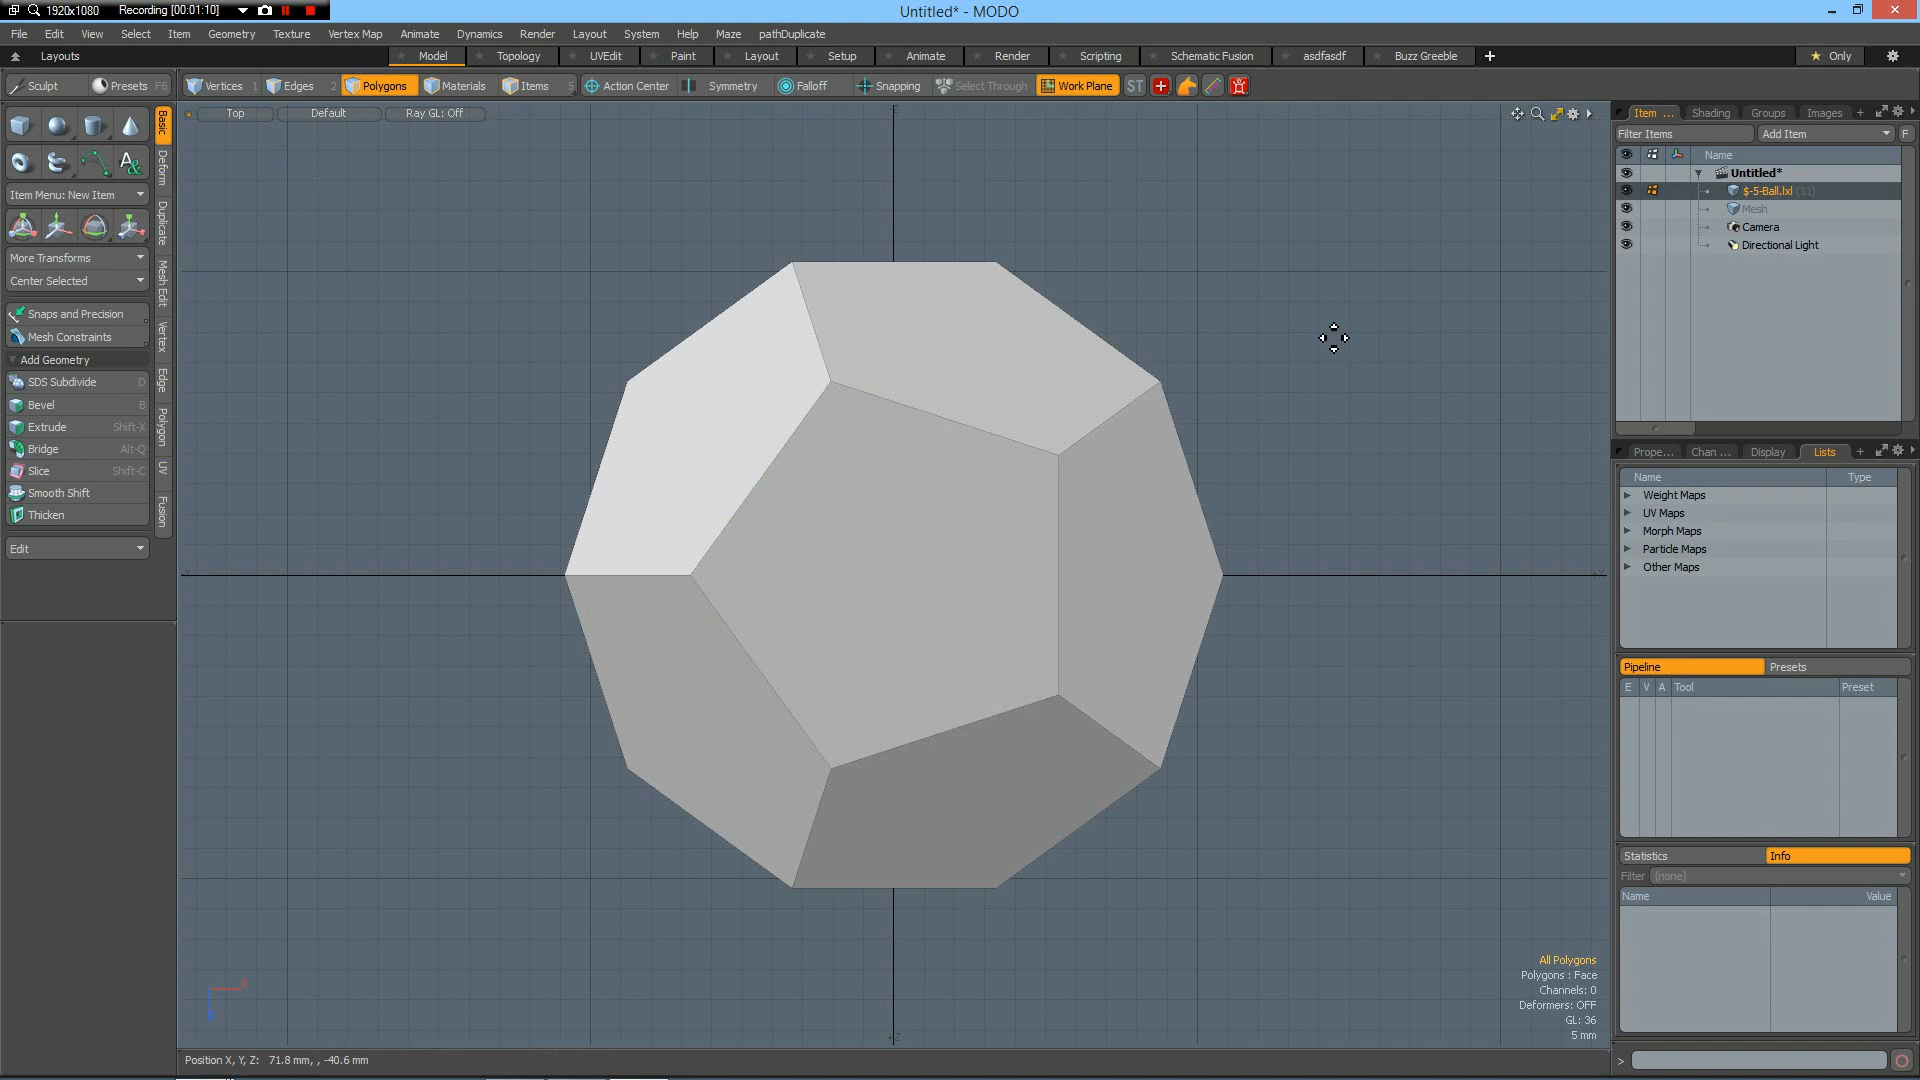 1920x1080 Recording [00:01:10]
Untitled* - MODO
File Edit View Select Item Geometry Texture Vertex Map Animate Dynamics Render Layout System Help Maze pathDuplicate
Layouts Model Topology UVEdit Paint Layout Setup Animate Render Scripting Schematic Fusion asdfasdf Buzz Greeble Only
Sculpt Presets F6 Vertices 1 Edges 2 Polygons Materials Items 5 Action Center Symmetry Falloff Snapping Select Through Work Plane ST
Top Default Ray GL: Off
Basic
Deform
Duplicate
Mesh Edit
Vertex
Edge
Polygon
UV
Fusion
Item Menu: New Item
More Transforms
Center Selected
Snaps and Precision
Mesh Constraints
Add Geometry
SDS Subdivide D
Bevel B
Extrude Shift-X
Bridge Alt-Q
Slice Shift-C
Smooth Shift
Thicken
Edit
Item ... Shading Groups Images
Filter Items Add Item F
Name
Untitled*
$-5-Ball.lxl (11)
Mesh
Camera
Directional Light
Prope... Chan ... Display Lists
Name Type
Weight Maps
UV Maps
Morph Maps
Particle Maps
Other Maps
Pipeline Presets
E V A Tool Preset
Statistics Info
Filter (none)
Name Value
X
All Polygons
Polygons : Face
Channels: 0
Deformers: OFF
GL: 36
5 mm
Position X, Y, Z: 71.8 mm, , -40.6 mm
>